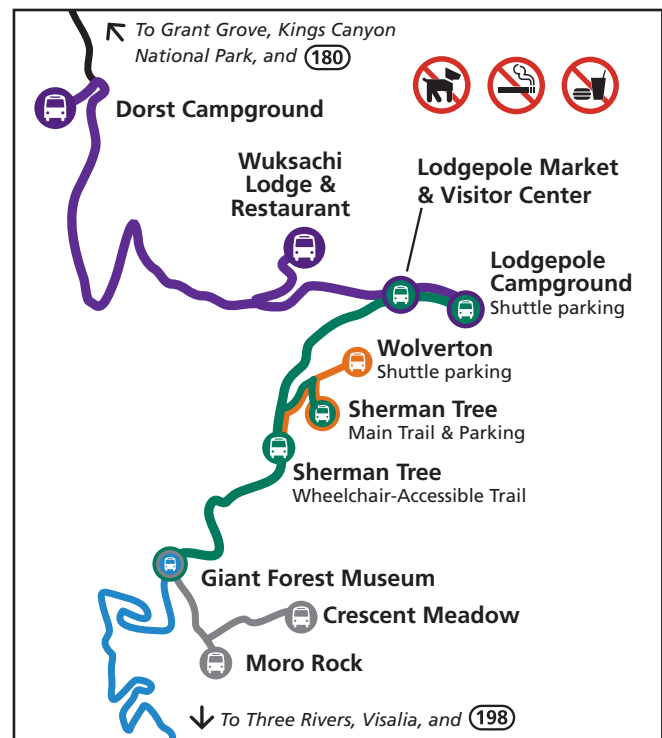 To Grant Grove, Kings Canyon
National Park, and 180
Dorst Campground
Wuksachi
Lodge &
Restaurant
Lodgepole Market
& Visitor Center
Lodgepole
Campground
Shuttle parking
Wolverton
Shuttle parking
Sherman Tree
Main Trail & Parking
Sherman Tree
Wheelchair-Accessible Trail
Giant Forest Museum
Crescent Meadow
Moro Rock
To Three Rivers, Visalia, and 198